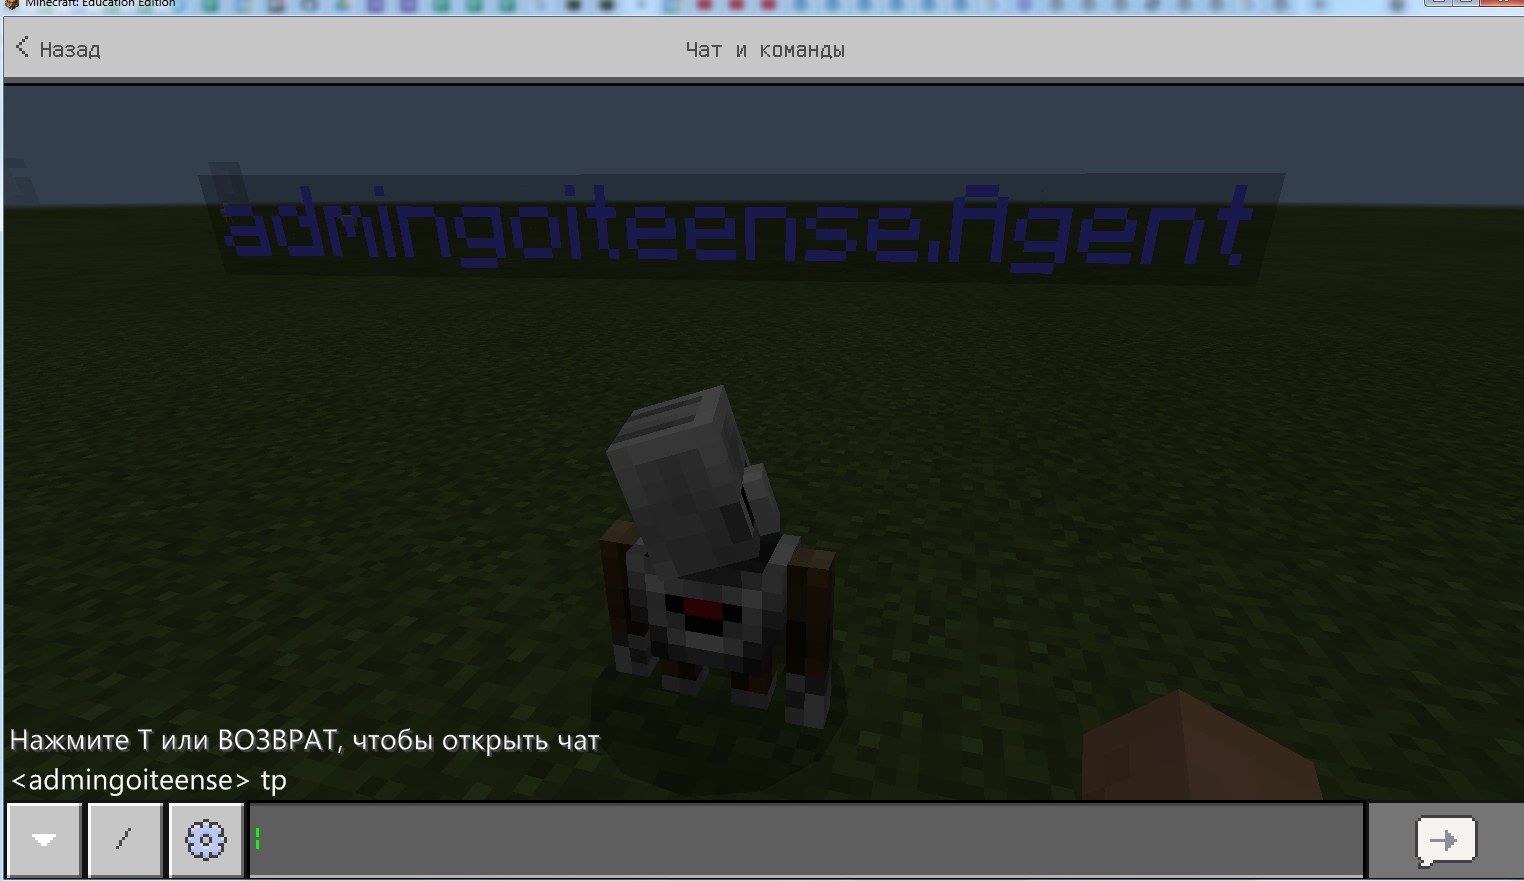 Minecraft: Education Edition
Назад
Чат и команды
admingoiteense.Agent
Нажмите T или ВОЗВРАТ, чтобы открыть чат
<admingoiteense> tp
/